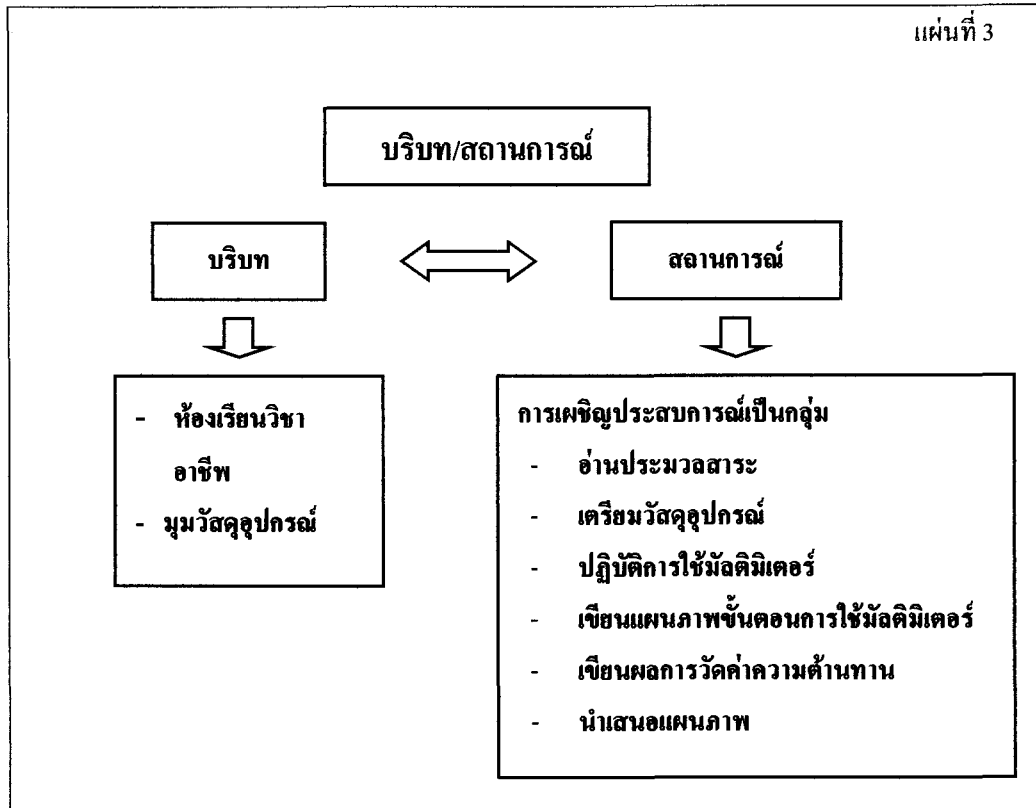 แผ่นที่ 3
บริบท/สถานการณ์
บริบท
สถานการณ์
- ห้องเรียนวิชา
อาชีพ
- มุมวัสดุอุปกรณ์
การเผชิญประสบการณ์เป็นกลุ่ม
- อ่านประมวลสาระ
- เตรียมวัสดุอุปกรณ์
- ปฏิบัติการใช้มัลติมิเตอร์
- เขียนแผนภาพขั้นตอนการใช้มัลติมิเตอร์
- เขียนผลการวัดค่าความต้านทาน
- นำเสนอแผนภาพ